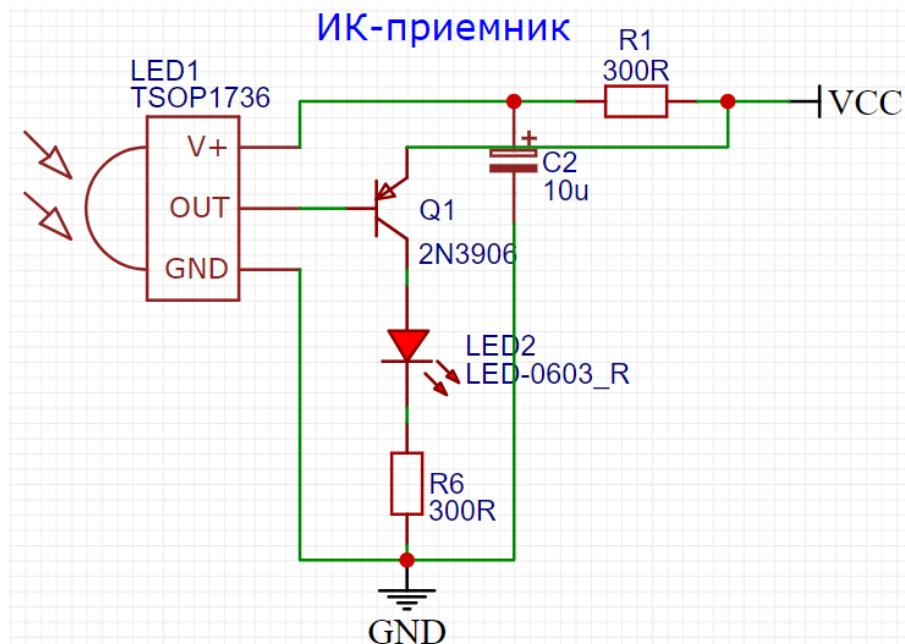 ИК-приемник
R1
300R
VCC
LED1
TSOP1736
V+
OUT
GND
+
C2
10u
Q1
2N3906
LED2
LED-0603_R
R6
300R
GND